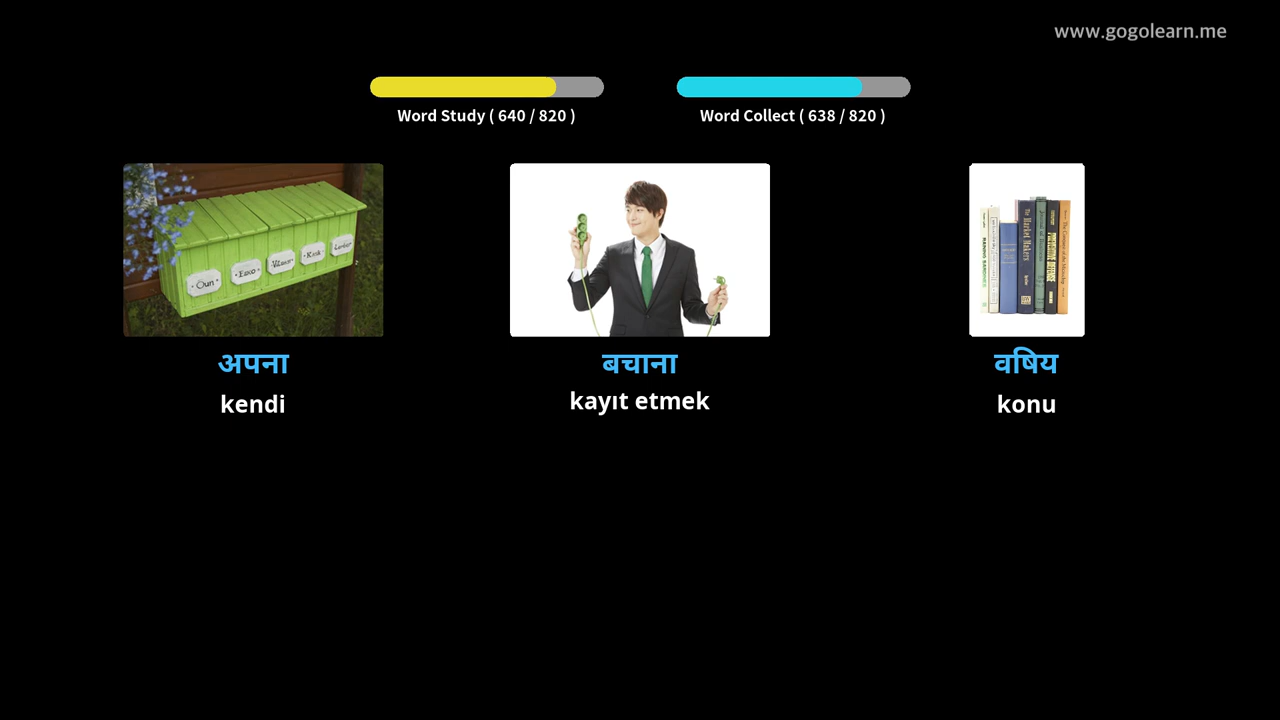 www.gogolearn.me
Word Study ( 640 / 820 )
Word Collect ( 638 / 820 )
अपना
kendi
बचाना
kayıt etmek
वषिय
konu